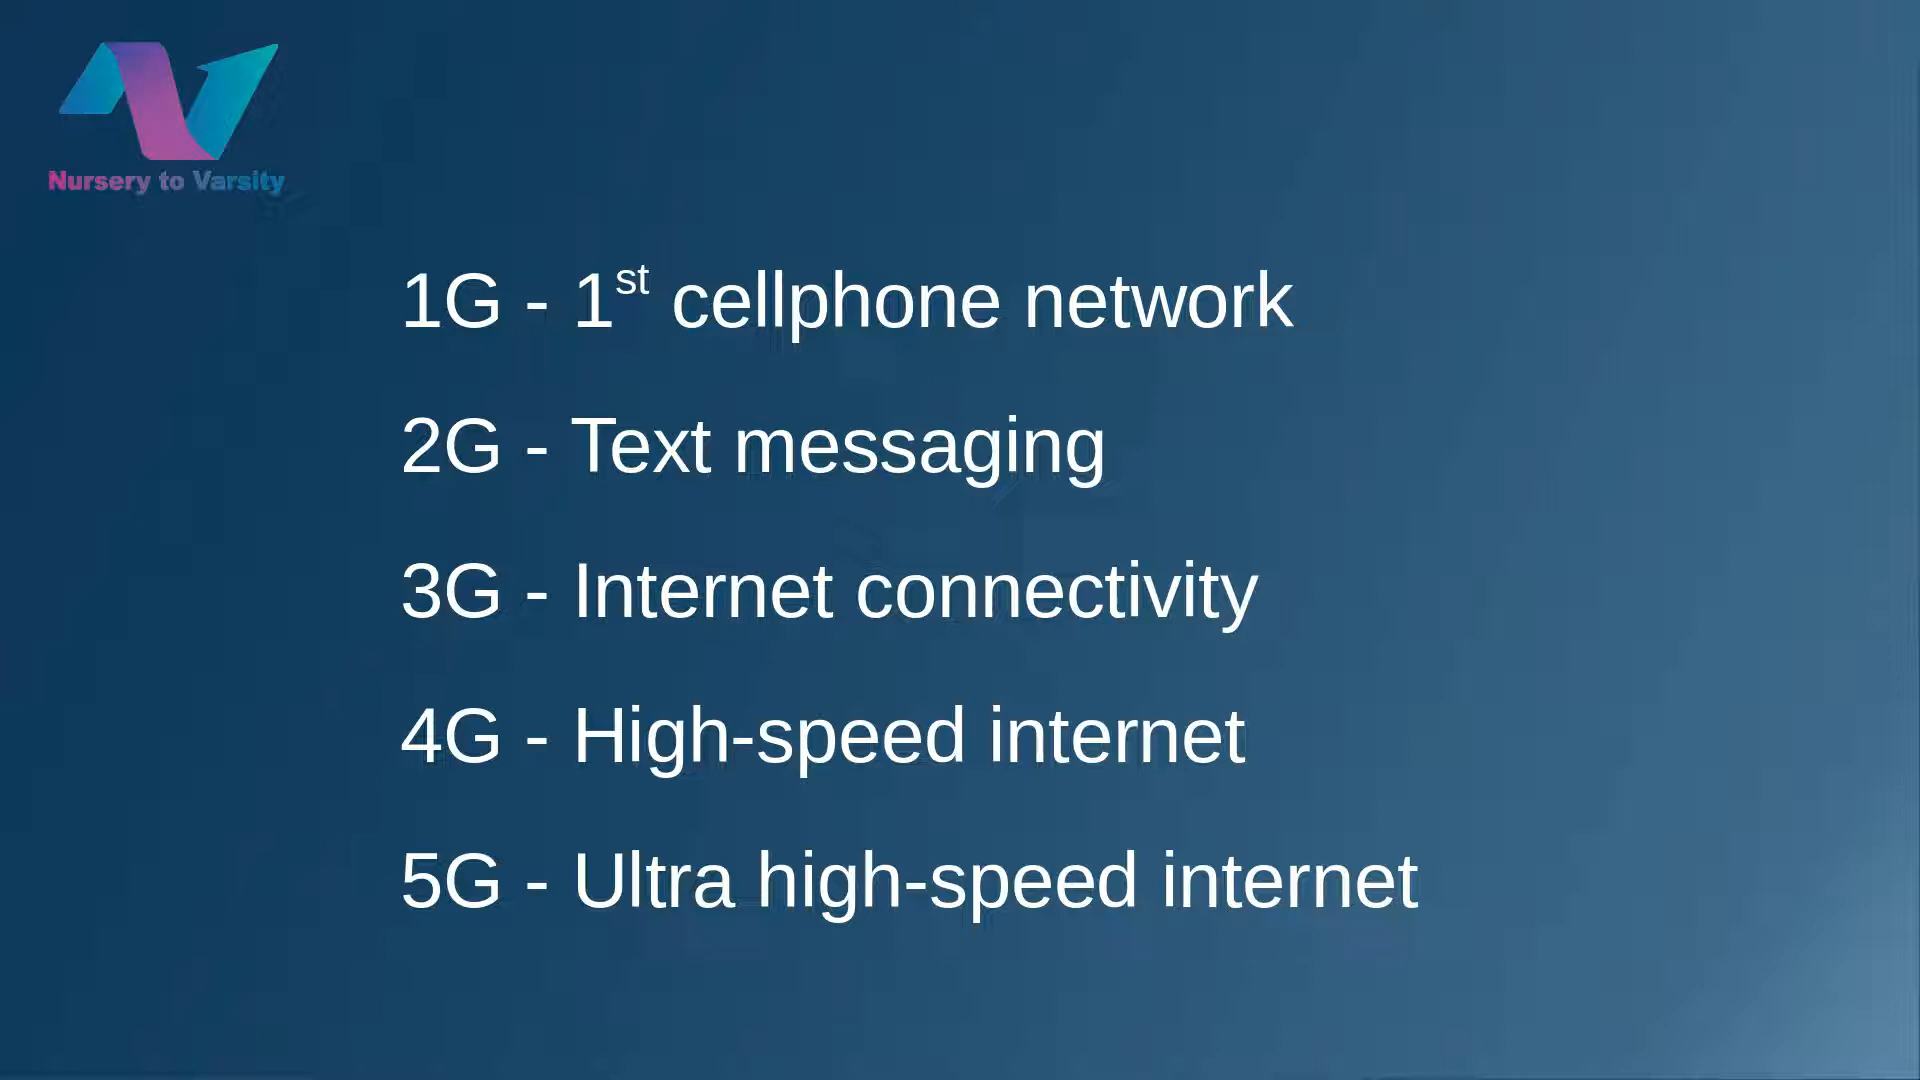 Nursery to Varsity
1G - 1st cellphone network
2G - Text messaging
3G - Internet connectivity
4G - High-speed internet
5G - Ultra high-speed internet